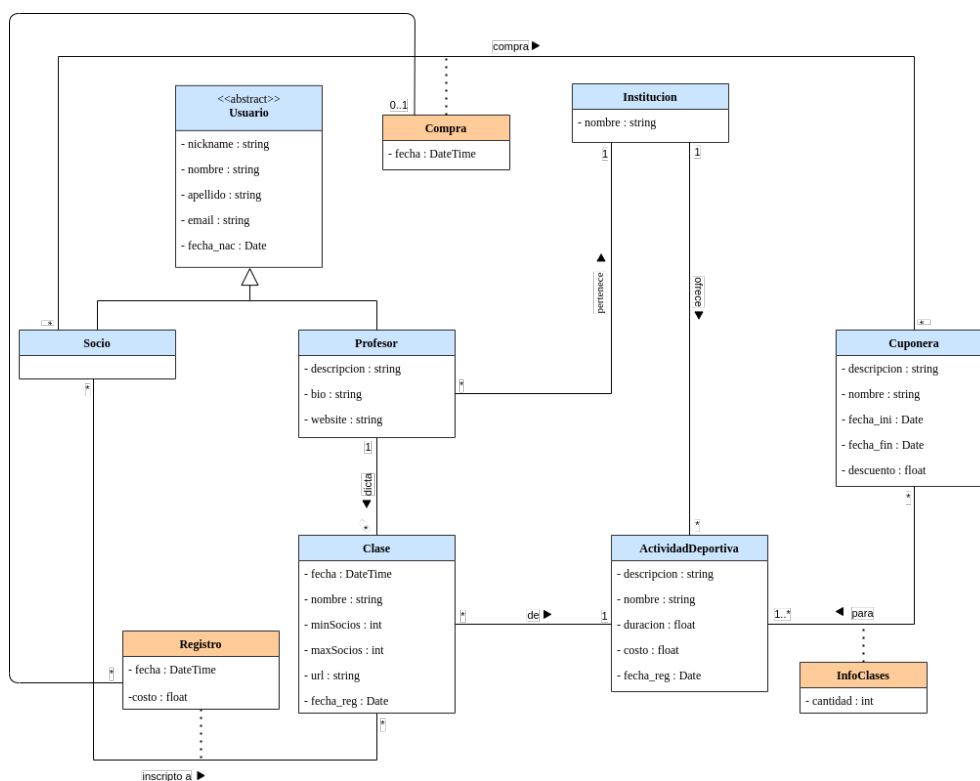 compra ▶
<<abstract>>
Usuario
- nickname : string
- nombre : string
- apellido : string
- email : string
- fecha_nac : Date
0..1
Compra
- fecha : DateTime
Institucion
- nombre : string
1
1
pertenece
ofrece
*
Socio
*
Profesor
- descripcion : string
- bio : string
- website : string
*
*
Cuponera
- descripcion : string
- nombre : string
- fecha_ini : Date
- fecha_fin : Date
- descuento : float
*
1
dicta
*
*
Clase
- fecha : DateTime
- nombre : string
- minSocios : int
- maxSocios : int
- url : string
- fecha_reg : Date
*
de ▶
1
ActividadDeportiva
- descripcion : string
- nombre : string
- duracion : float
- costo : float
- fecha_reg : Date
1..*
◀ para
InfoClases
- cantidad : int
Registro
- fecha : DateTime
-costo : float
*
*
inscripto a ▶